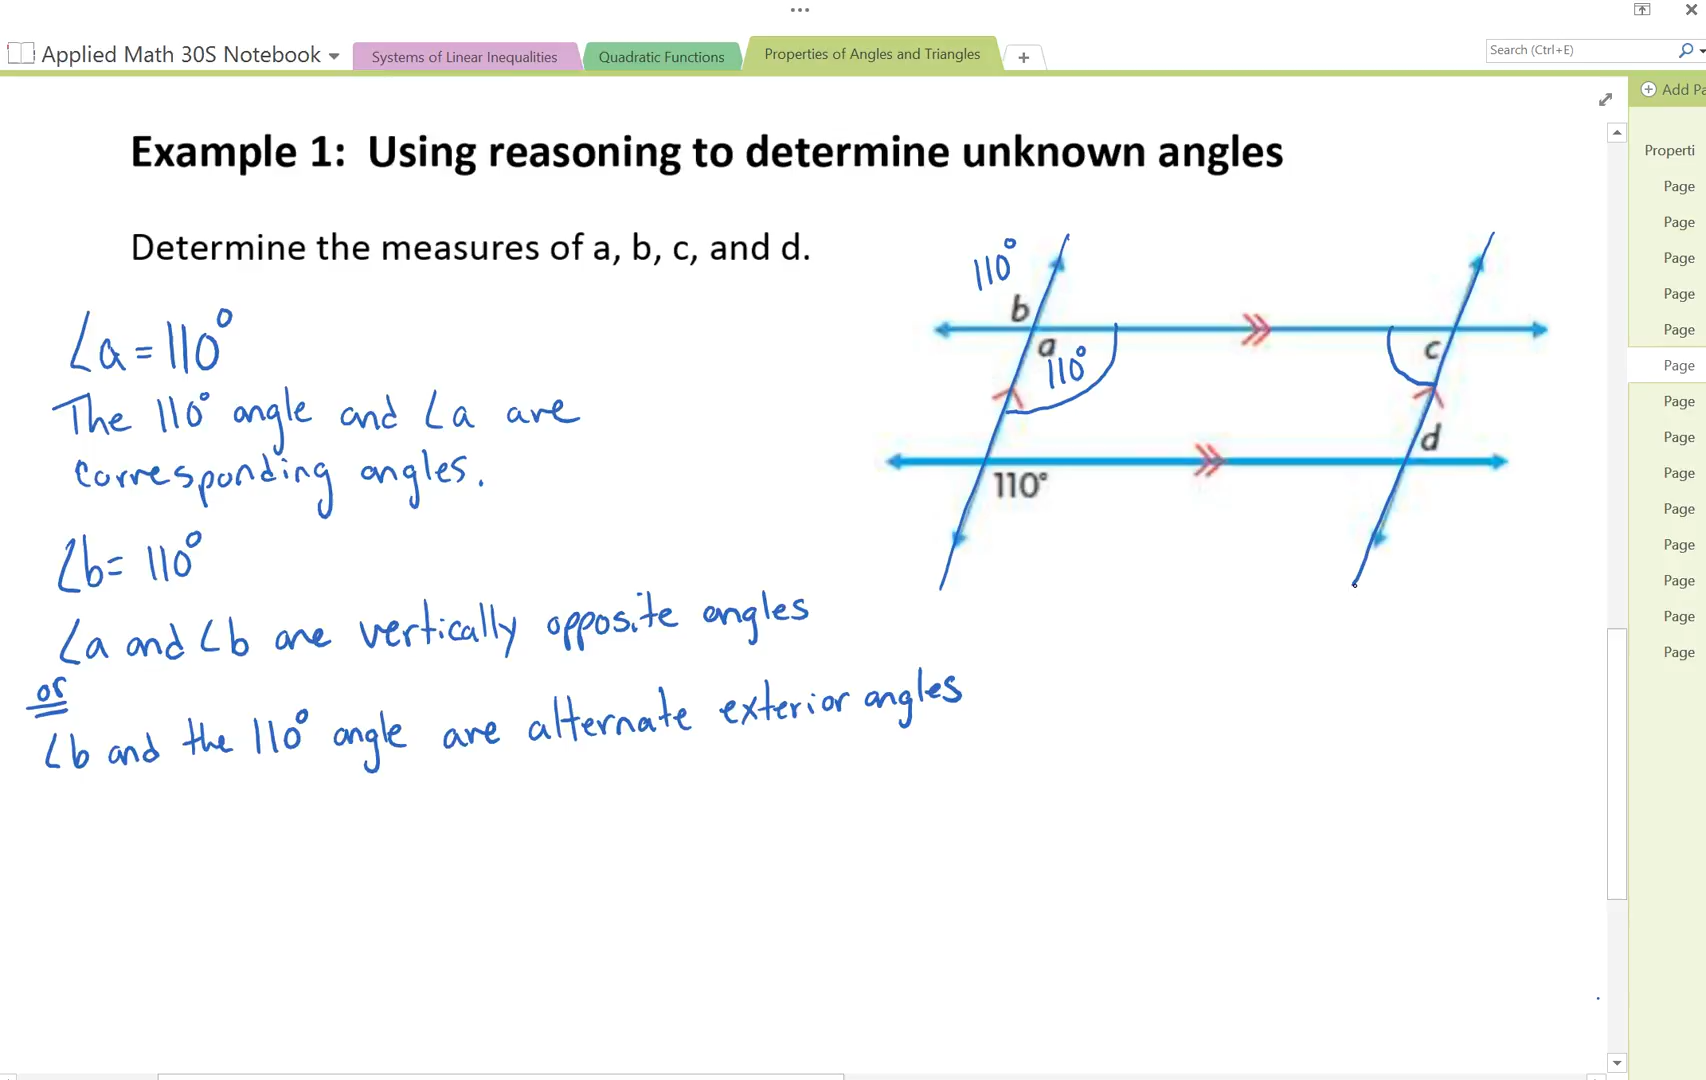 Applied Math 30S Notebook
Systems of Linear Inequalities
Quadratic Functions
Properties of Angles and Triangles
Search (Ctrl+E)
Add Pa
Example 1: Using reasoning to determine unknown angles
Determine the measures of a, b, c, and d.
∠a = 110°
The 110° angle and ∠a are
corresponding angles.
∠b = 110°
∠a and ∠b are vertically opposite angles
or
∠b and the 110° angle are alternate exterior angles
110°
b
a
110°
c
d
110°
Properti
Page
Page
Page
Page
Page
Page
Page
Page
Page
Page
Page
Page
Page
Page